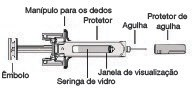 Manípulo para os dedos
Protetor
Protetor de
agulha
Agulha
Êmbolo
Janela de visualização
Seringa de vidro